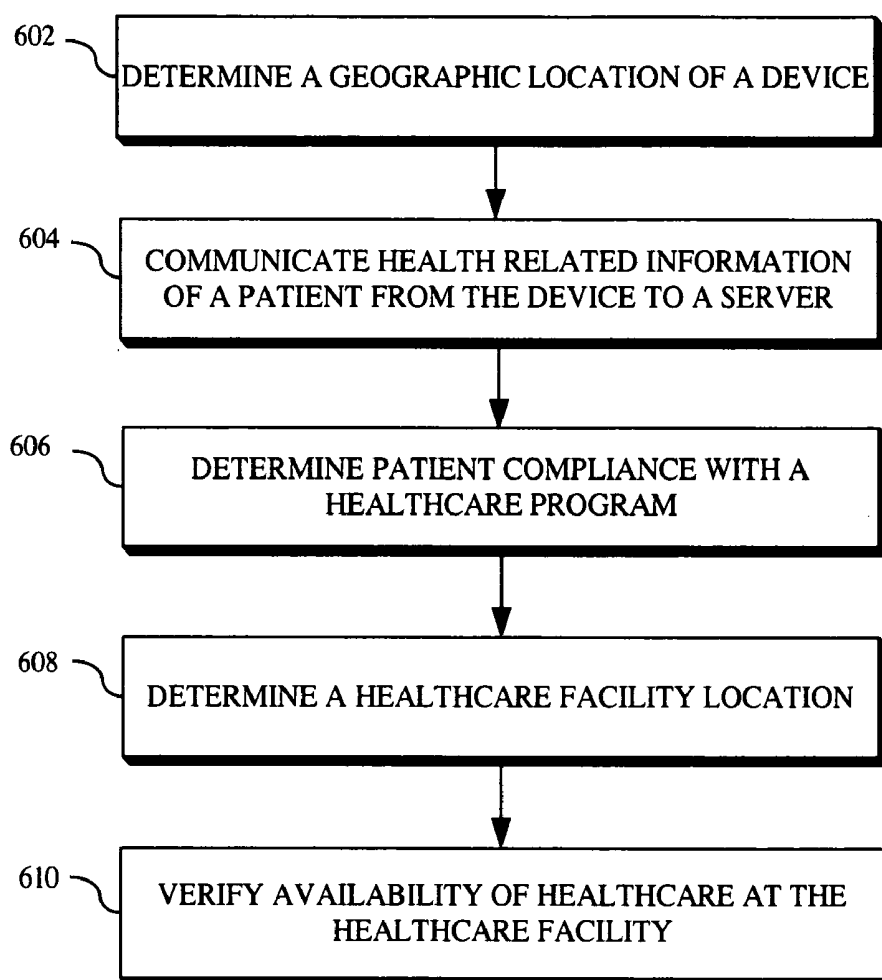 602
DETERMINE A GEOGRAPHIC LOCATION OF A DEVICE
604
COMMUNICATE HEALTH RELATED INFORMATION
OF A PATIENT FROM THE DEVICE TO A SERVER
606
DETERMINE PATIENT COMPLIANCE WITH A
HEALTHCARE PROGRAM
608
DETERMINE A HEALTHCARE FACILITY LOCATION
610
VERIFY AVAILABILITY OF HEALTHCARE AT THE
HEALTHCARE FACILITY